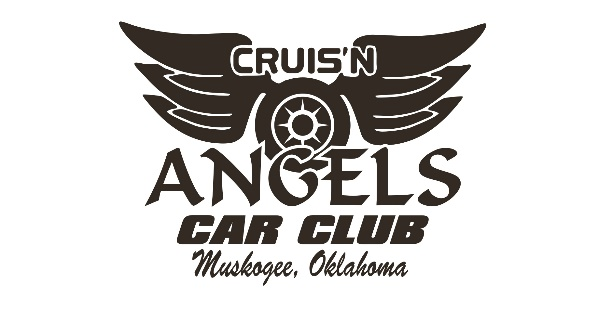 CRUIS'N
ANGELS
CAR CLUB
Muskogee, Oklahoma